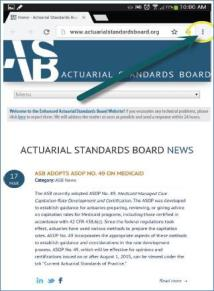 77% 10:00 AM
Home - Actuarial Standards B
www.actuarialstandardsboard.org
ASB
ACTUARIAL STANDARDS BOARD
Menu
Welcome to the Enhanced Actuarial Standards Board Website! If you encounter any technical problems, please
click here to report them. We will address the matter as soon as possible and send a response within 24 hours.
ACTUARIAL STANDARDS BOARD NEWS
17
MAR
ASB ADOPTS ASOP NO. 49 ON MEDICAID
Category: ASB News
The ASB recently adopted ASOP No. 49, Medicaid Managed Care
Capitation Rate Development and Certification. The ASOP was developed
to establish guidance for actuaries preparing, reviewing, or giving advice
on capitation rates for Medicaid programs, including those certified in
accordance with 42 CFR 438.6(c). Since the federal regulations took
effect, actuaries have used various methods to prepare the capitation
rates. ASOP No. 49 incorporates the appropriate aspects of these methods
to establish guidance and considerations in the rate development
process. ASOP No. 49, which will be effective for opinions and
certifications issued on or after August 1, 2015, can be viewed under the
tab "Current Actuarial Standards of Practice."
in f
Read more →